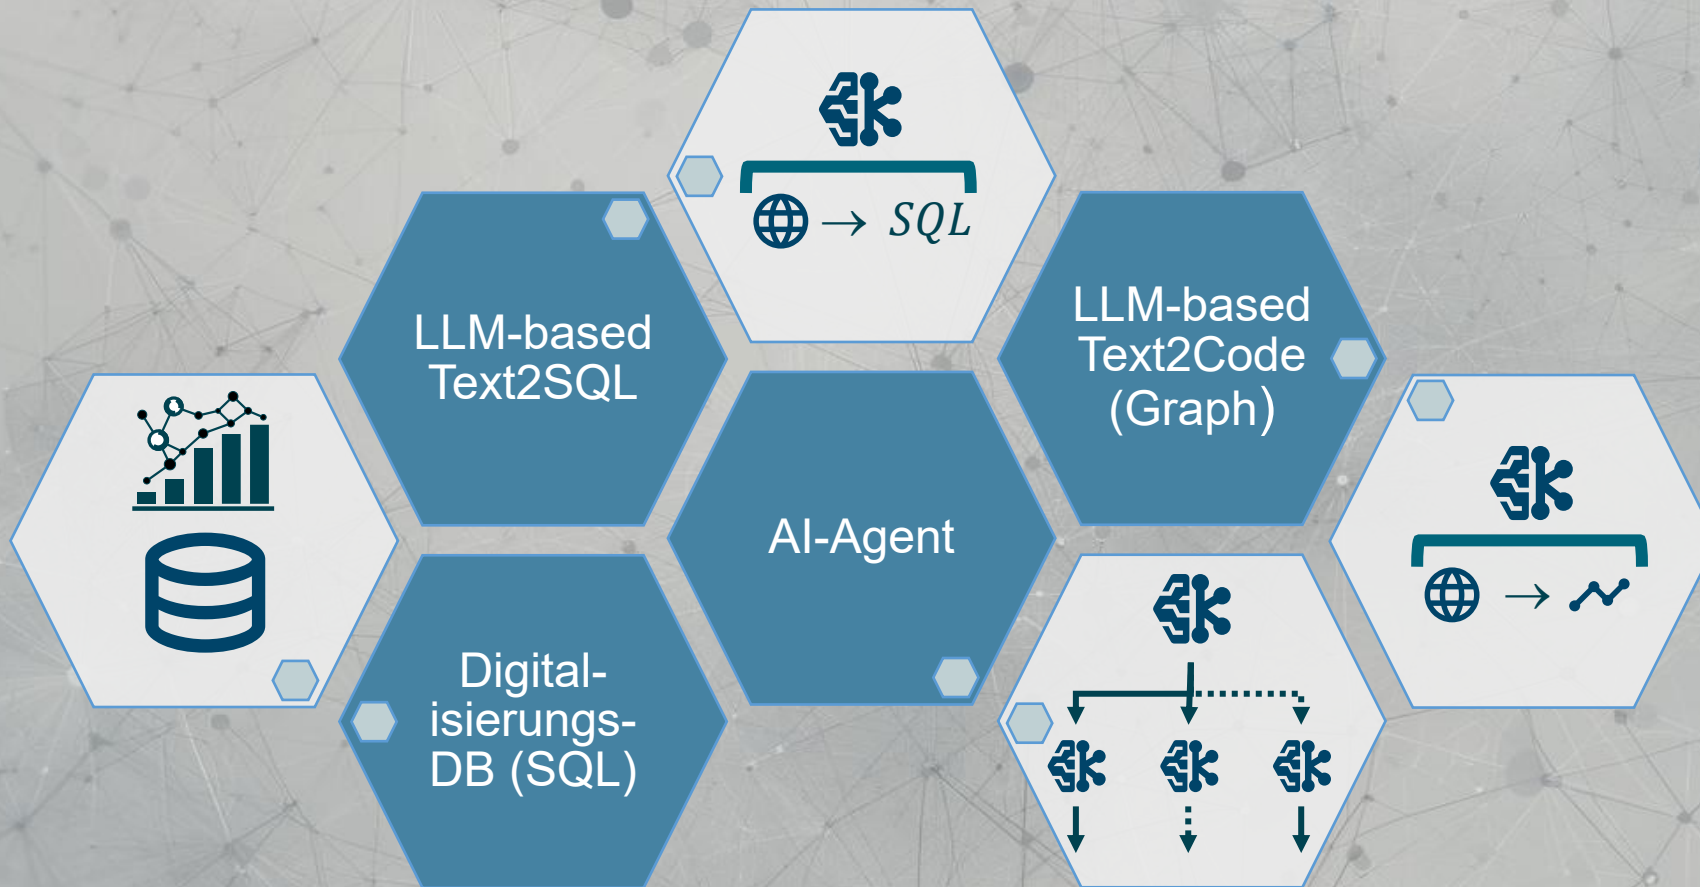 → SQL
LLM-based
Text2SQL
LLM-based
Text2Code
(Graph)
AI-Agent
→
Digital-
isierungs-
DB (SQL)